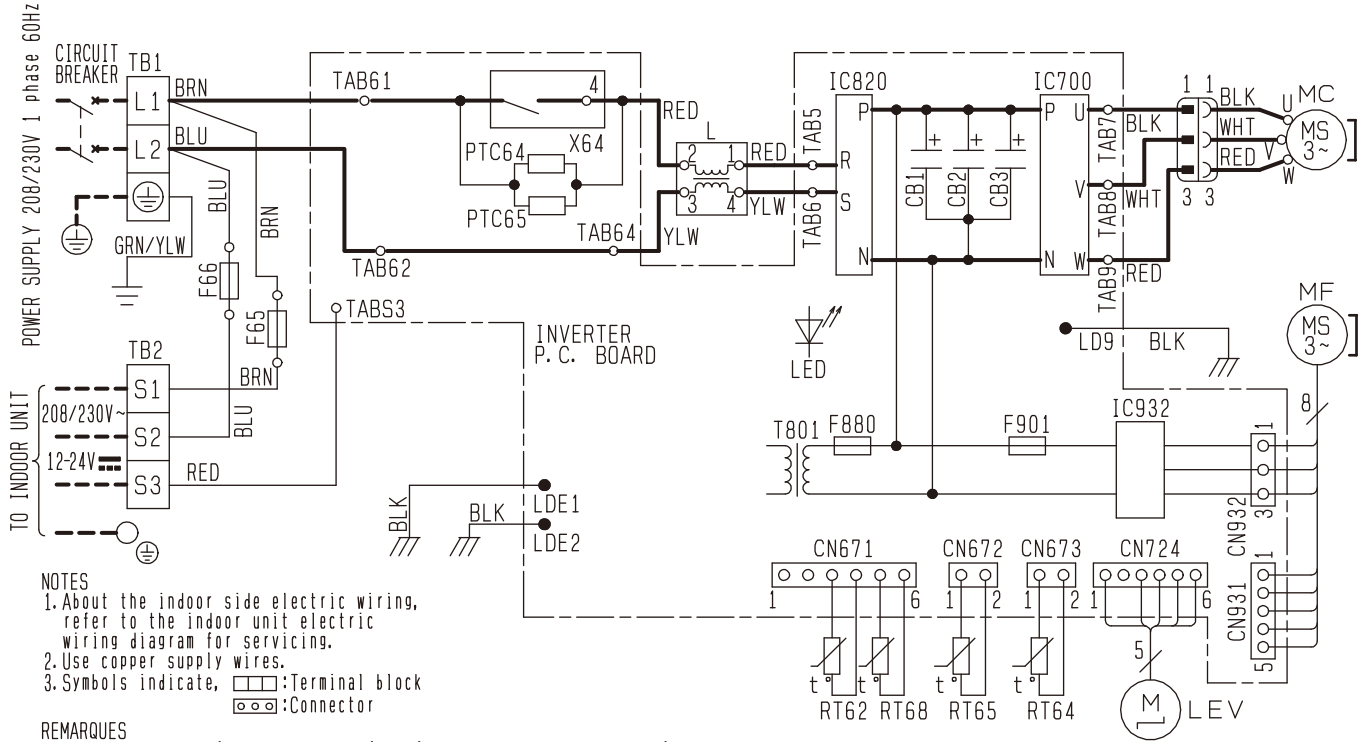 POWER SUPPLY 208/230V 1 phase 60Hz
CIRCUIT
BREAKER
TB1
L1
L2
BRN
BLU
BLU
BRN
GRN/YLW
F66
F65
TAB61
TAB62
TAB64
TABS3
4
X64
PTC64
PTC65
RED
YLW
L
2 1
3 4
RED
YLW
TAB5
TAB6
IC820
P
R
S
N
CB1
CB2
CB3
+
+
+
IC700
P U
V
N W
TAB7
TAB8
TAB9
BLK
WHT
RED
1 1
3 3
BLK
WHT
RED
U
V
W
MC
MS
3~
MF
MS
3~
8
INVERTER
P.C. BOARD
LED
LD9 BLK
TO INDOOR UNIT
TB2
S1
S2
S3
208/230V~
12-24V
BRN
BLU
RED
BLK
LDE1
BLK
LDE2
T801
F880
F901
IC932
1
3
CN932
1
5
CN931
CN671
1 6
CN672
1 2
CN673
1 2
CN724
1 6
t°
t°
t°
RT62
RT68
RT65
RT64
5
M
LEV
NOTES
1. About the indoor side electric wiring,
refer to the indoor unit electric
wiring diagram for servicing.
2. Use copper supply wires.
3. Symbols indicate, :Terminal block
:Connector
REMARQUES